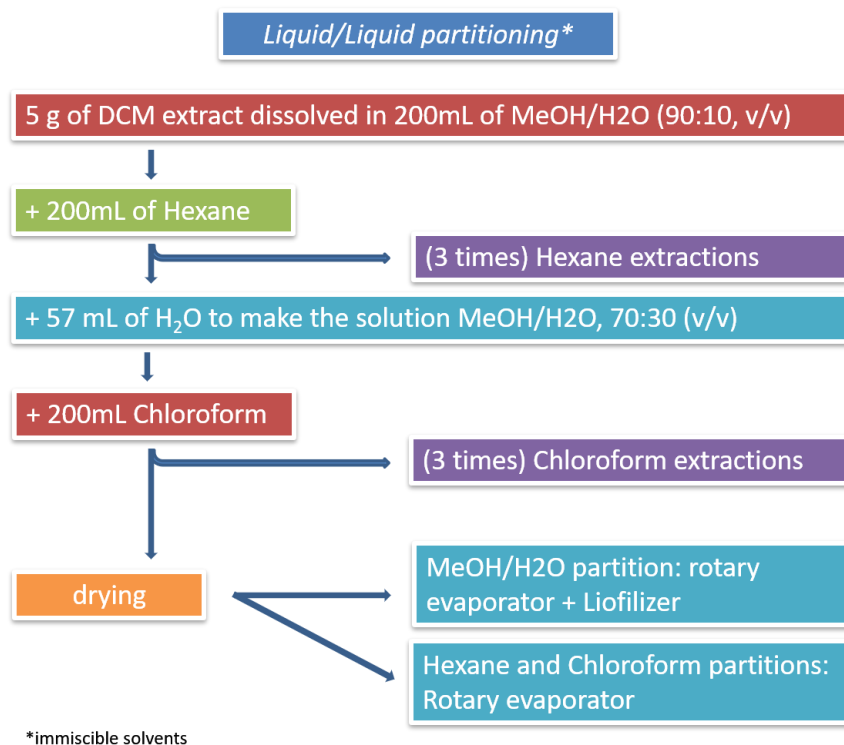 Liquid/Liquid partitioning*
5 g of DCM extract dissolved in 200mL of MeOH/H2O (90:10, v/v)
+ 200mL of Hexane
(3 times) Hexane extractions
+ 57 mL of H₂O to make the solution MeOH/H2O, 70:30 (v/v)
+ 200mL Chloroform
(3 times) Chloroform extractions
drying
MeOH/H2O partition: rotary
evaporator + Liofilizer
Hexane and Chloroform partitions:
Rotary evaporator
*immiscible solvents